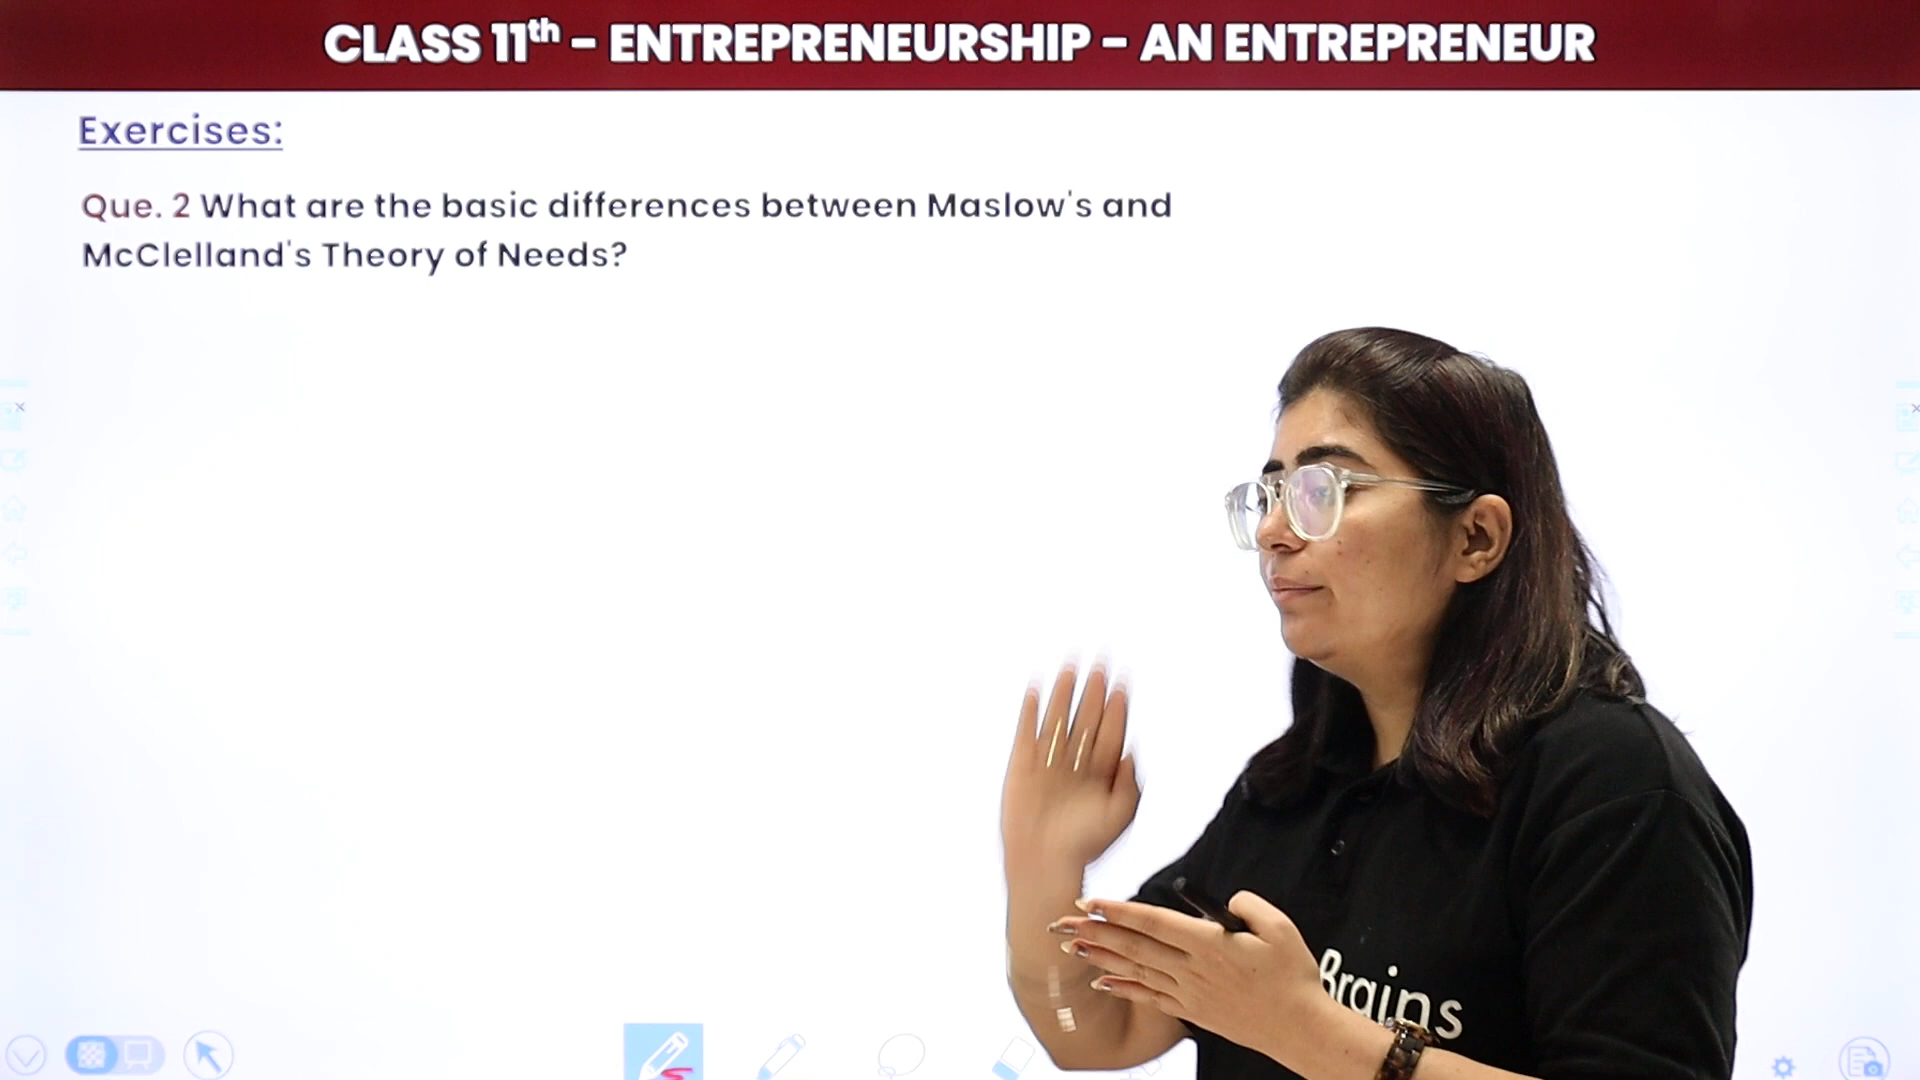 CLASS 11th - ENTREPRENEURSHIP - AN ENTREPRENEUR
Exercises:
Que. 2 What are the basic differences between Maslow's and
McClelland's Theory of Needs?
Brains